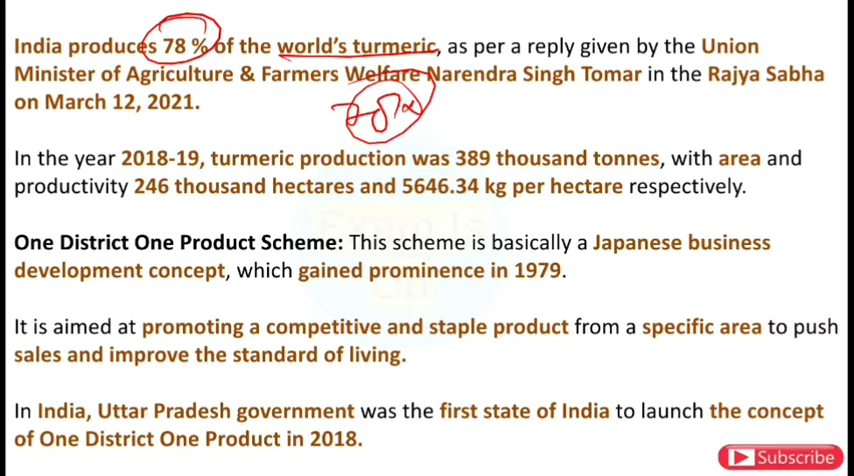 India produces 78 % of the world's turmeric, as per a reply given by the Union
Minister of Agriculture & Farmers Welfare Narendra Singh Tomar in the Rajya Sabha
on March 12, 2021.
In the year 2018-19, turmeric production was 389 thousand tonnes, with area and
productivity 246 thousand hectares and 5646.34 kg per hectare respectively.
One District One Product Scheme: This scheme is basically a Japanese business
development concept, which gained prominence in 1979.
It is aimed at promoting a competitive and staple product from a specific area to push
sales and improve the standard of living.
In India, Uttar Pradesh government was the first state of India to launch the concept
of One District One Product in 2018.
Subscribe